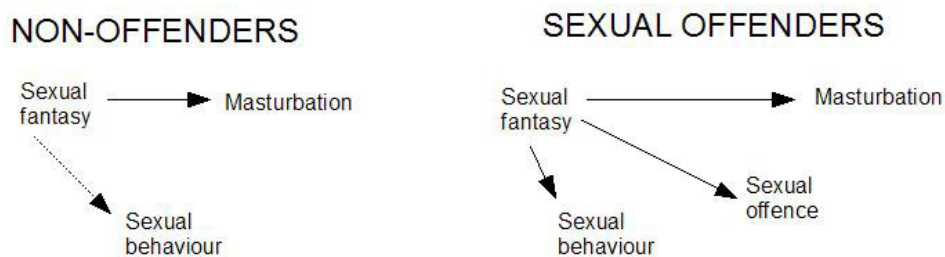 NON-OFFENDERS
Sexual
fantasy
Masturbation
Sexual
behaviour
SEXUAL OFFENDERS
Sexual
fantasy
Masturbation
Sexual
offence
Sexual
behaviour